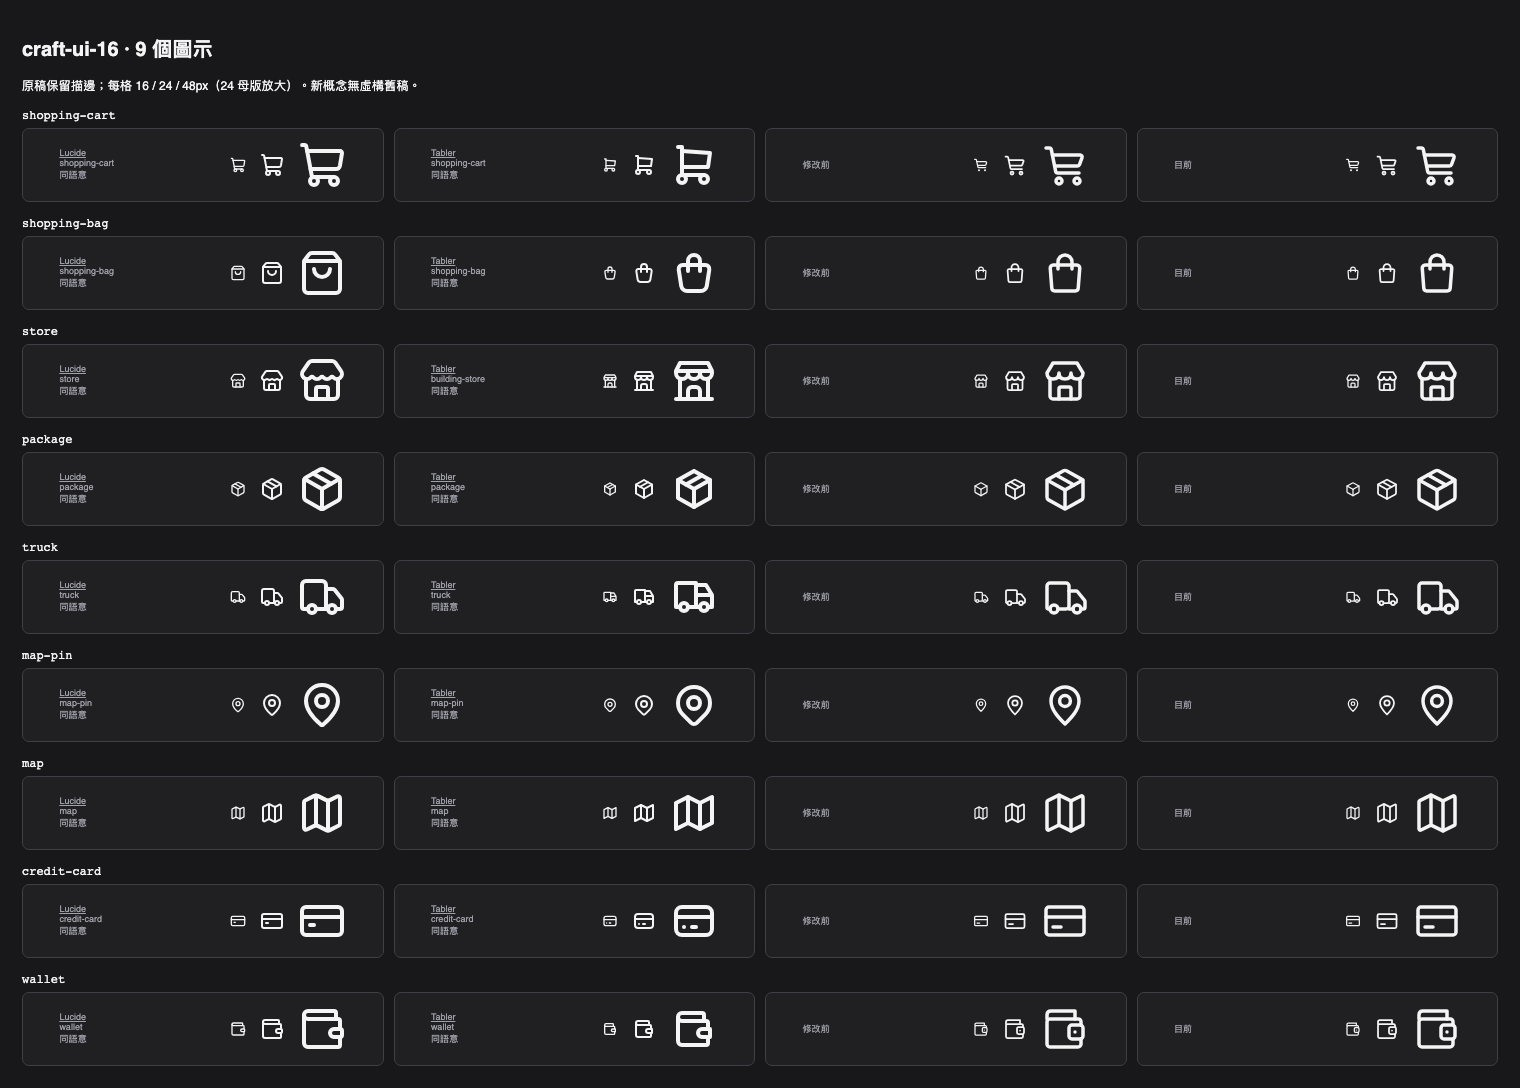 craft-ui-16 · 9 個圖示
原稿保留描邊；每格 16 / 24 / 48px（24 母版放大）。新概念無虛構舊稿。
shopping-cart
Lucide
shopping-cart
同語意
Tabler
shopping-cart
同語意
修改前
目前
shopping-bag
Lucide
shopping-bag
同語意
Tabler
shopping-bag
同語意
修改前
目前
store
Lucide
store
同語意
Tabler
building-store
同語意
修改前
目前
package
Lucide
package
同語意
Tabler
package
同語意
修改前
目前
truck
Lucide
truck
同語意
Tabler
truck
同語意
修改前
目前
map-pin
Lucide
map-pin
同語意
Tabler
map-pin
同語意
修改前
目前
map
Lucide
map
同語意
Tabler
map
同語意
修改前
目前
credit-card
Lucide
credit-card
同語意
Tabler
credit-card
同語意
修改前
目前
wallet
Lucide
wallet
同語意
Tabler
wallet
同語意
修改前
目前